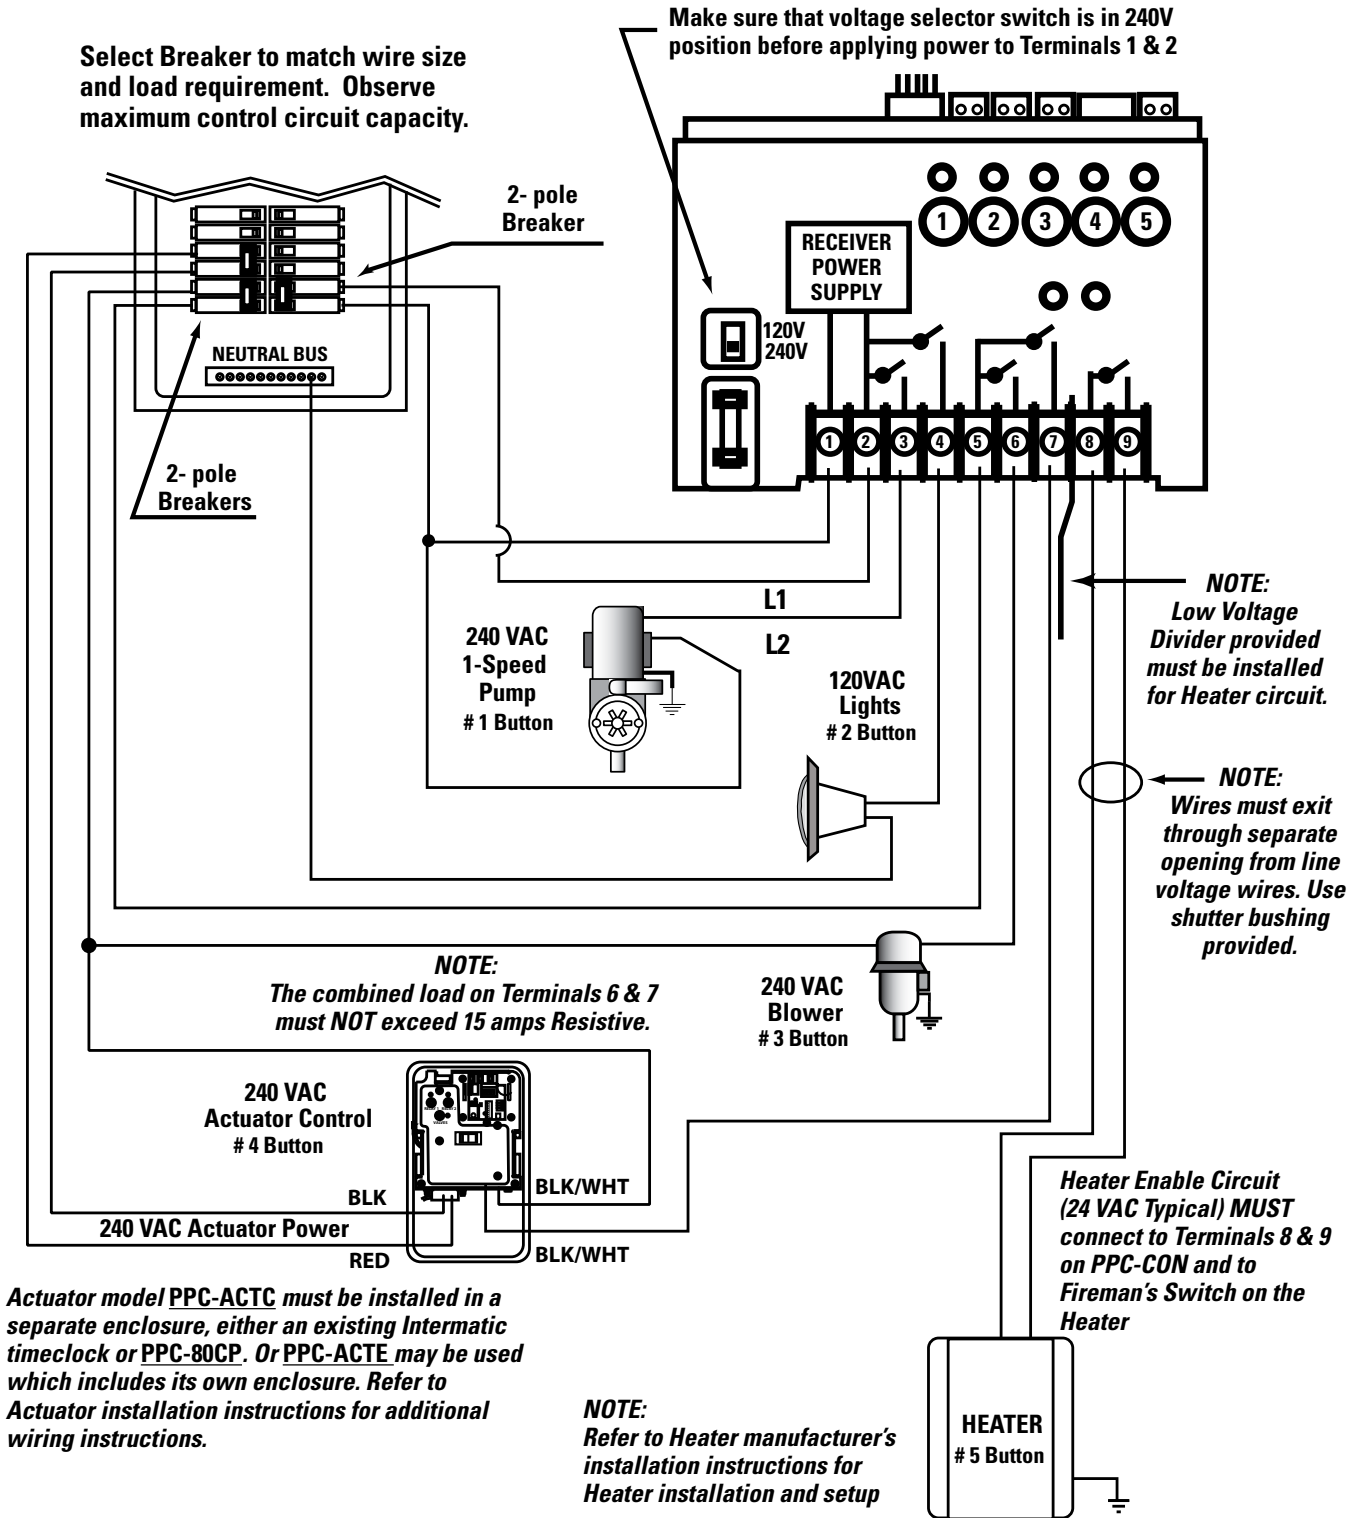 Make sure that voltage selector switch is in 240V
position before applying power to Terminals 1 & 2
Select Breaker to match wire size
and load requirement. Observe
maximum control circuit capacity.
2- pole
Breaker
1
2
3
4
5
RECEIVER
POWER
SUPPLY
120V
240V
NEUTRAL BUS
1
2
3
4
5
6
7
8
9
2- pole
Breakers
L1
L2
240 VAC
1-Speed
Pump
# 1 Button
120VAC
Lights
# 2 Button
NOTE:
Low Voltage
Divider provided
must be installed
for Heater circuit.
NOTE:
Wires must exit
through separate
opening from line
voltage wires. Use
shutter bushing
provided.
NOTE:
The combined load on Terminals 6 & 7
must NOT exceed 15 amps Resistive.
240 VAC
Blower
# 3 Button
240 VAC
Actuator Control
# 4 Button
BLK
BLK/WHT
240 VAC Actuator Power
RED
BLK/WHT
Heater Enable Circuit
(24 VAC Typical) MUST
connect to Terminals 8 & 9
on PPC-CON and to
Fireman's Switch on the
Heater
Actuator model PPC-ACTC must be installed in a
separate enclosure, either an existing Intermatic
timeclock or PPC-80CP. Or PPC-ACTE may be used
which includes its own enclosure. Refer to
Actuator installation instructions for additional
wiring instructions.
NOTE:
Refer to Heater manufacturer's
installation instructions for
Heater installation and setup
HEATER
# 5 Button